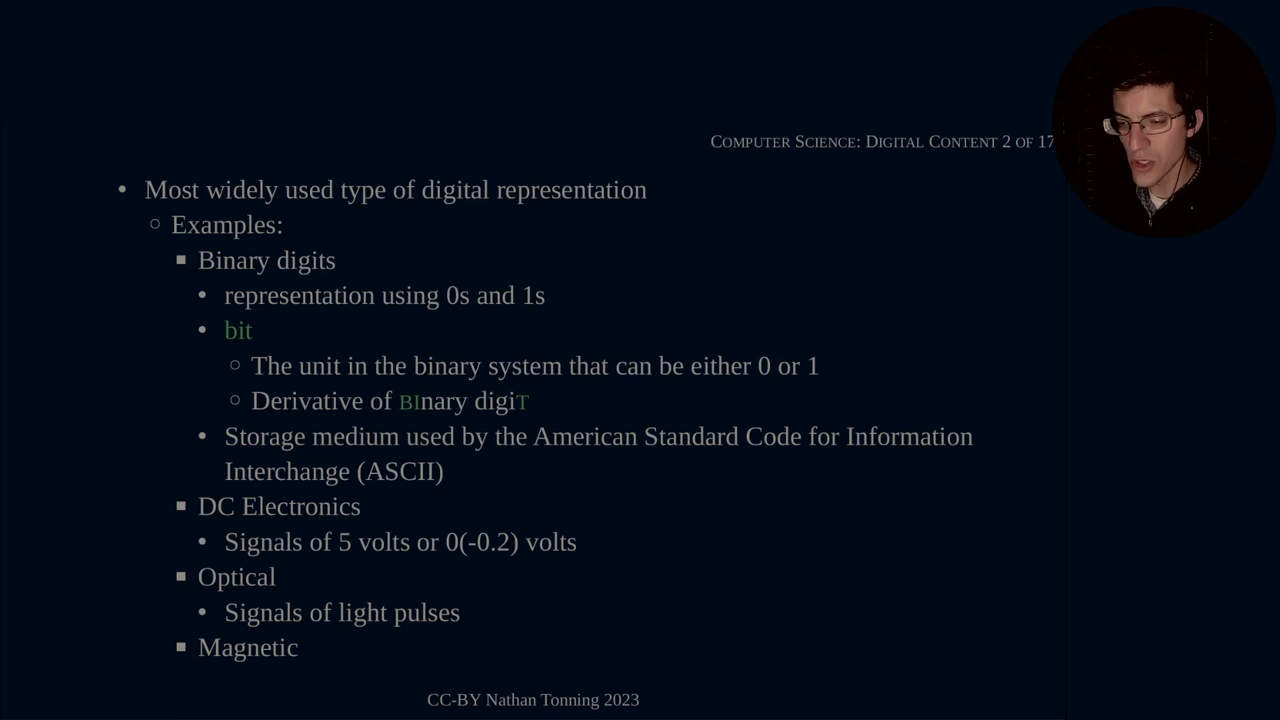 COMPUTER SCIENCE: DIGITAL CONTENT 2 OF 17
• Most widely used type of digital representation
○ Examples:
■ Binary digits
• representation using 0s and 1s
• bit
○ The unit in the binary system that can be either 0 or 1
○ Derivative of BInary digiT
• Storage medium used by the American Standard Code for Information
Interchange (ASCII)
■ DC Electronics
• Signals of 5 volts or 0(-0.2) volts
■ Optical
• Signals of light pulses
■ Magnetic
CC-BY Nathan Tonning 2023